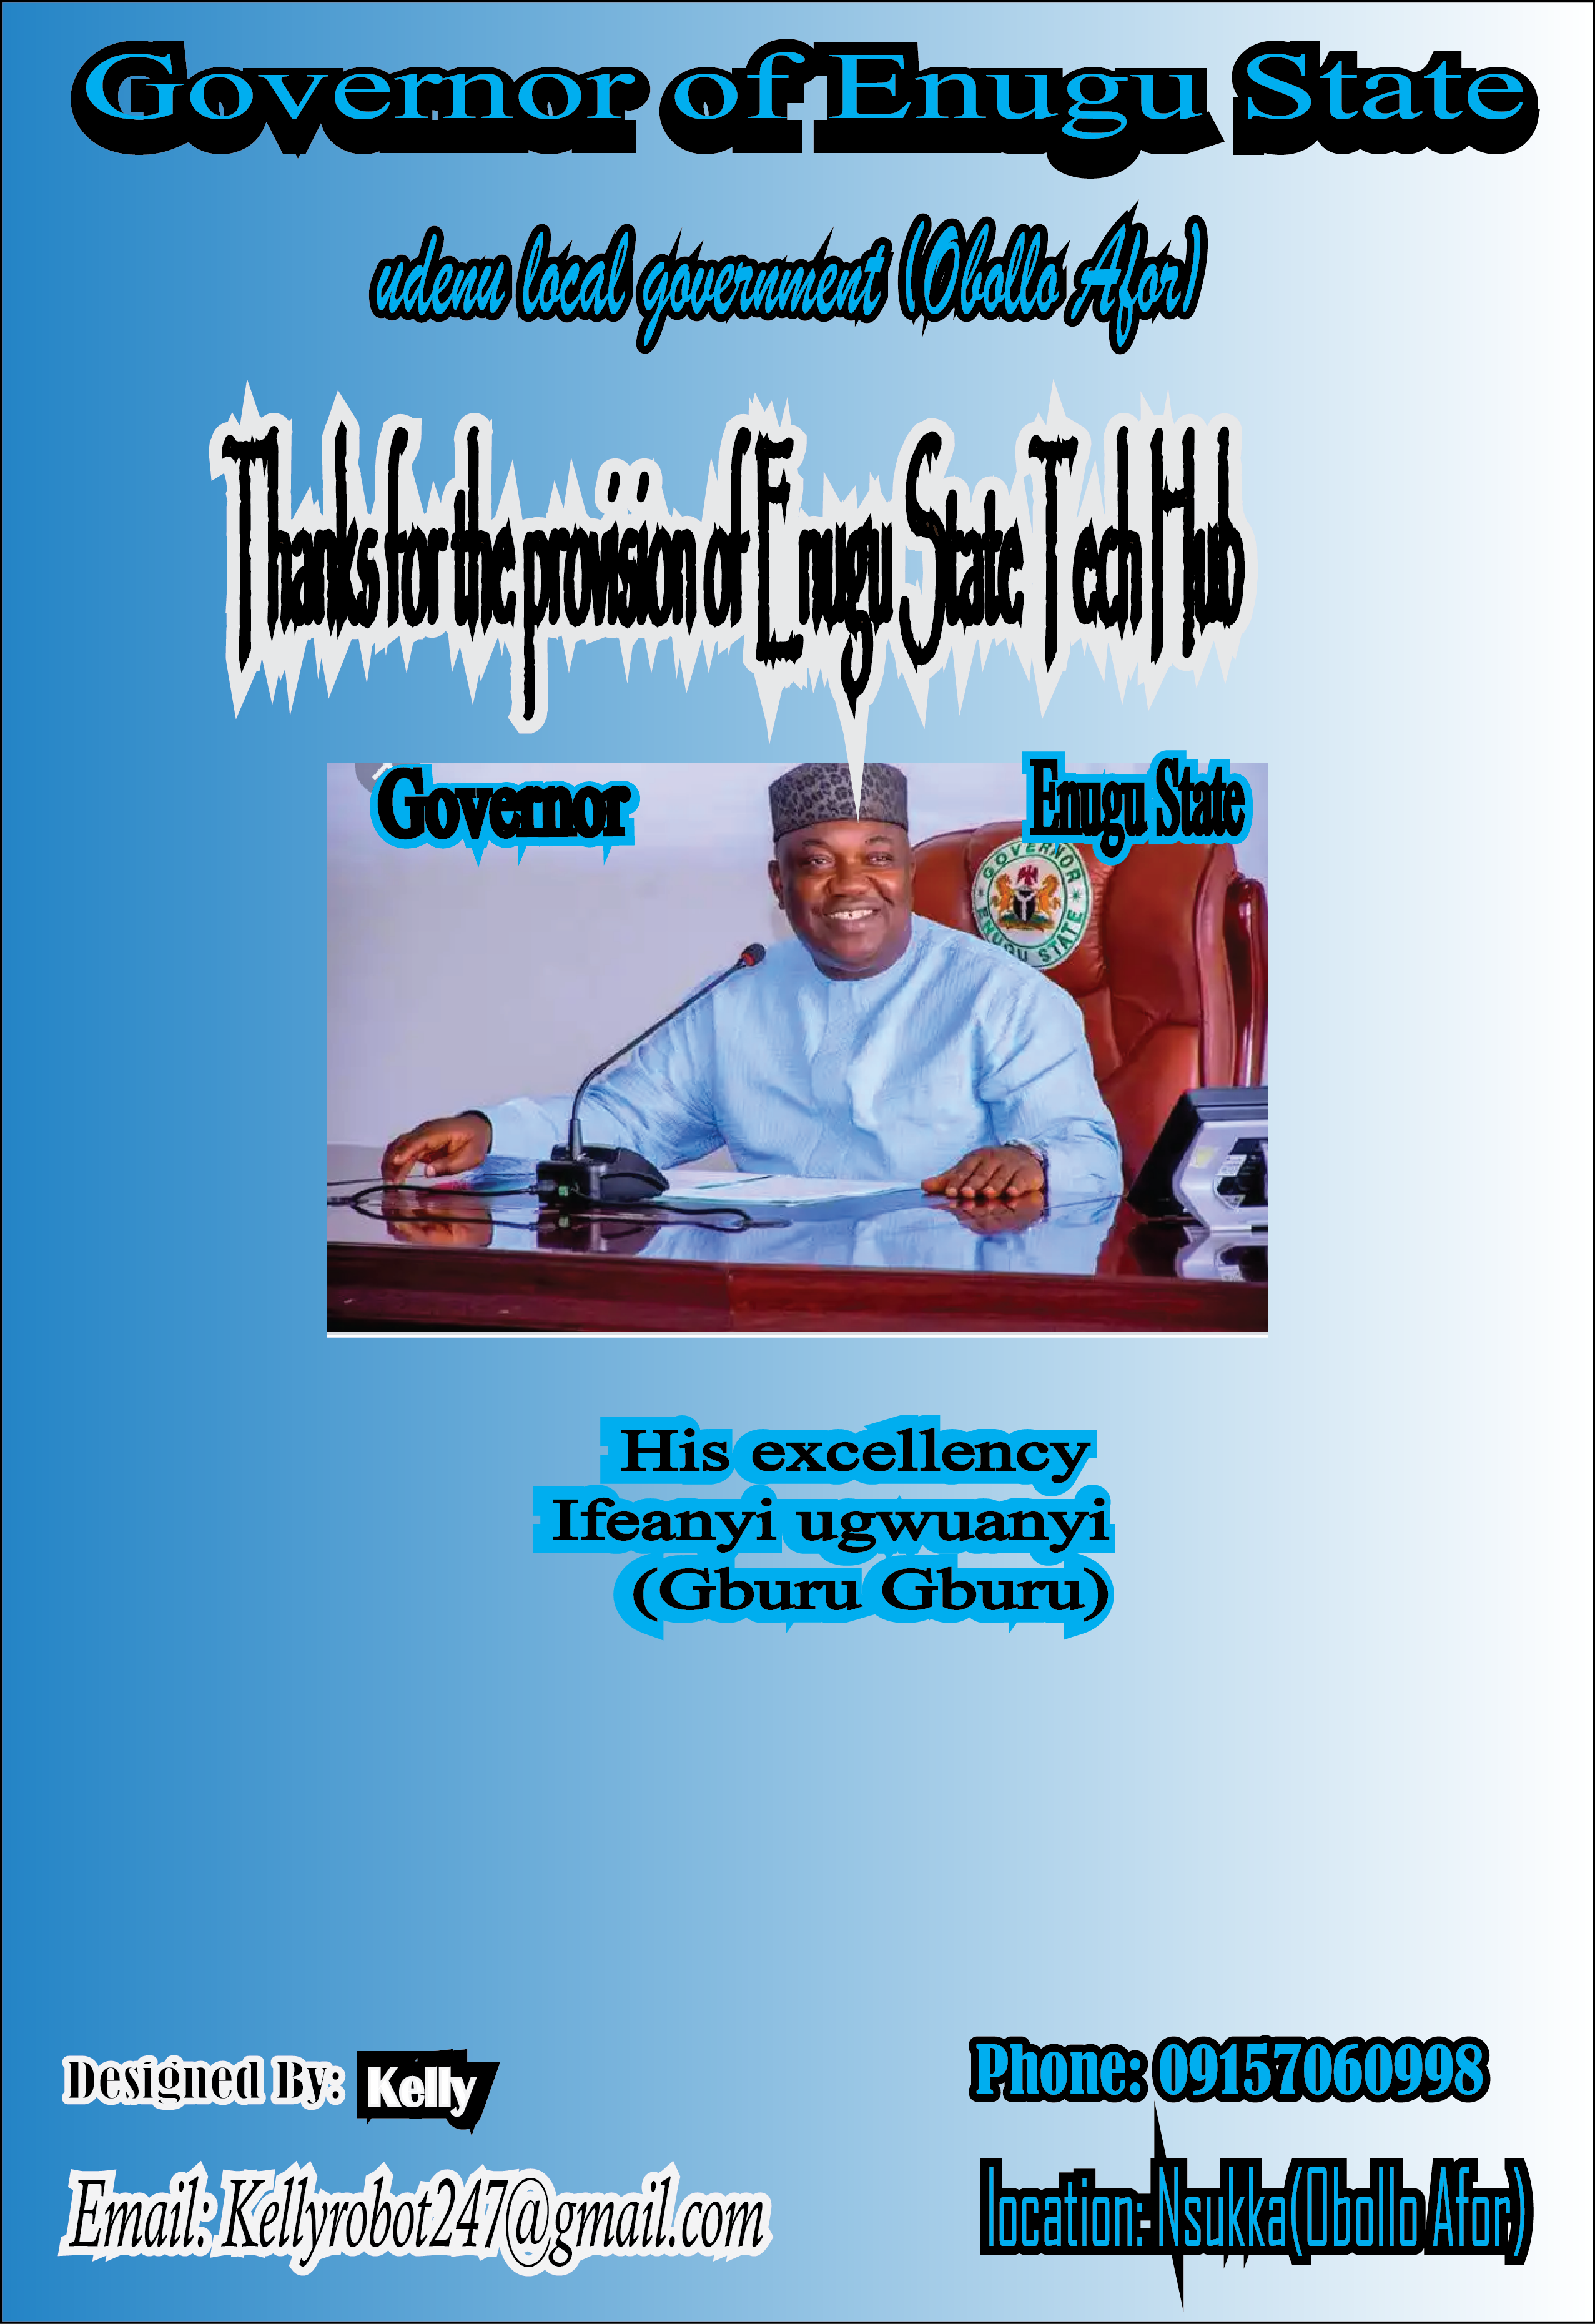 Governor of Enugu State
udenu local government (Obollo Afor)
Thanks for the provision of Enugu State Tech Hub
Governor
Enugu State
GOVERNOR
ENUGU STATE
His excellency
Ifeanyi ugwuanyi
(Gburu Gburu)
Designed By: Kelly
Phone: 09157060998
Email: Kellyrobot247@gmail.com
location: Nsukka(Obollo Afor)